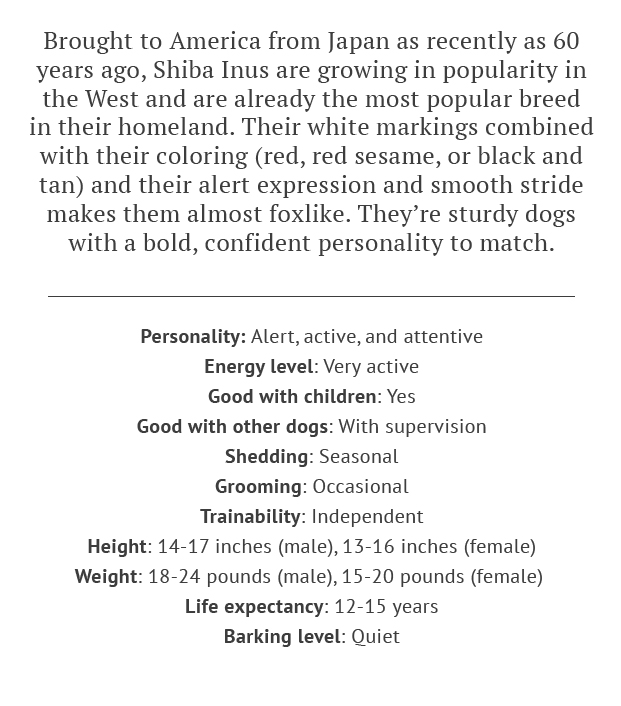 Brought to America from Japan as recently as 60
years ago, Shiba Inus are growing in popularity in
the West and are already the most popular breed
in their homeland. Their white markings combined
with their coloring (red, red sesame, or black and
tan) and their alert expression and smooth stride
makes them almost foxlike. They’re sturdy dogs
with a bold, confident personality to match.
Personality: Alert, active, and attentive
Energy level: Very active
Good with children: Yes
Good with other dogs: With supervision
Shedding: Seasonal
Grooming: Occasional
Trainability: Independent
Height: 14-17 inches (male), 13-16 inches (female)
Weight: 18-24 pounds (male), 15-20 pounds (female)
Life expectancy: 12-15 years
Barking level: Quiet